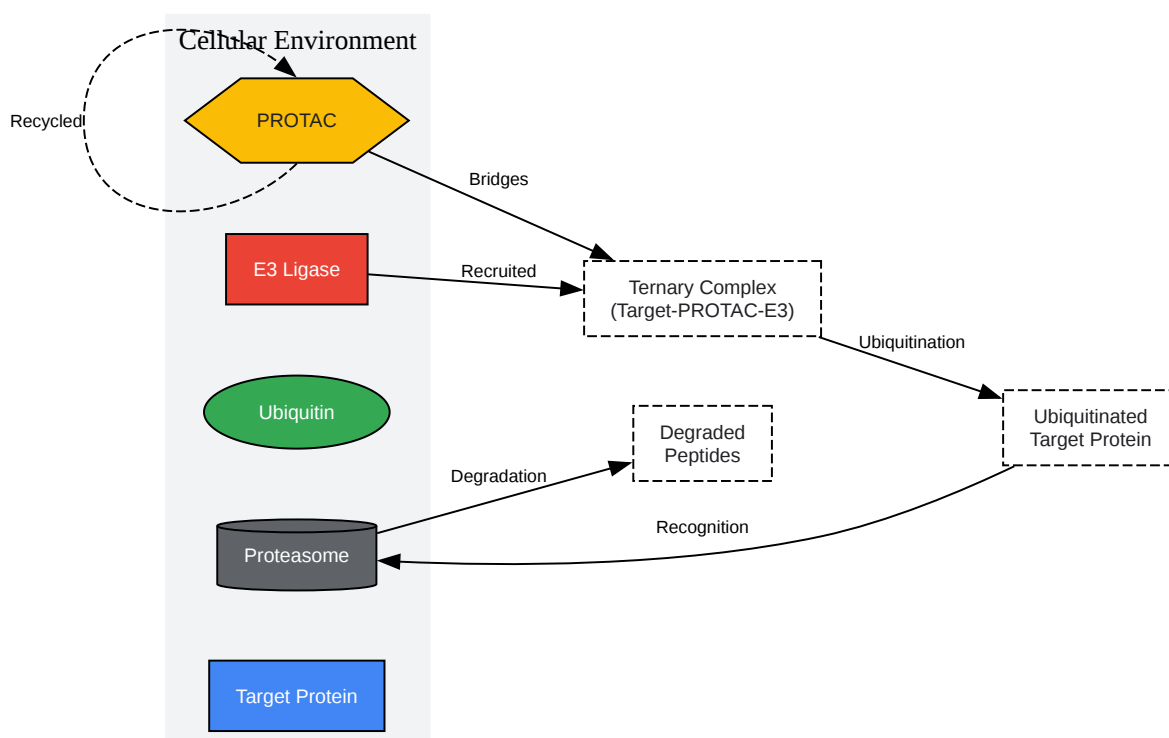 Cellular Environment
PROTAC
Recycled
Bridges
E3 Ligase
Recruited
Ternary Complex
(Target-PROTAC-E3)
Ubiquitination
Ubiquitin
Degraded
Peptides
Ubiquitinated
Target Protein
Degradation
Recognition
Proteasome
Target Protein